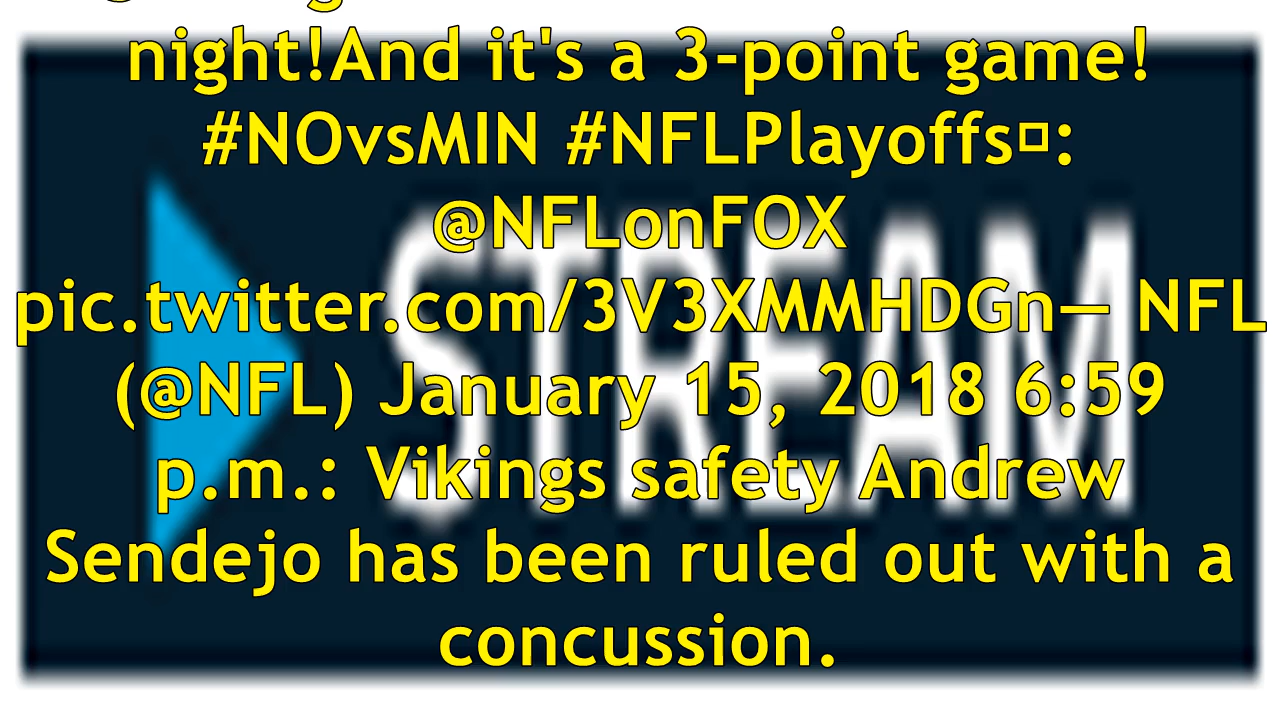 night!And it's a 3-point game!
#NOvsMIN #NFLPlayoffs¤:
@NFLonFOX
pic.twitter.com/3V3XMMHDGn— NFL
(@NFL) January 15, 2018 6:59
p.m.: Vikings safety Andrew
Sendejo has been ruled out with a
concussion.
STREAM